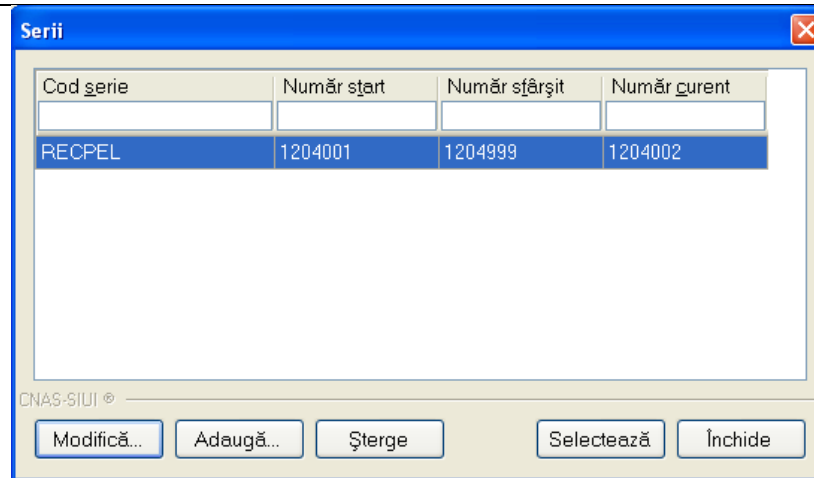 Serii
Cod serie Număr start Număr sfârşit Număr curent
RECPEL 1204001 1204999 1204002
CNAS-SIUI ®
Modifică... Adaugă... Şterge Selectează Închide